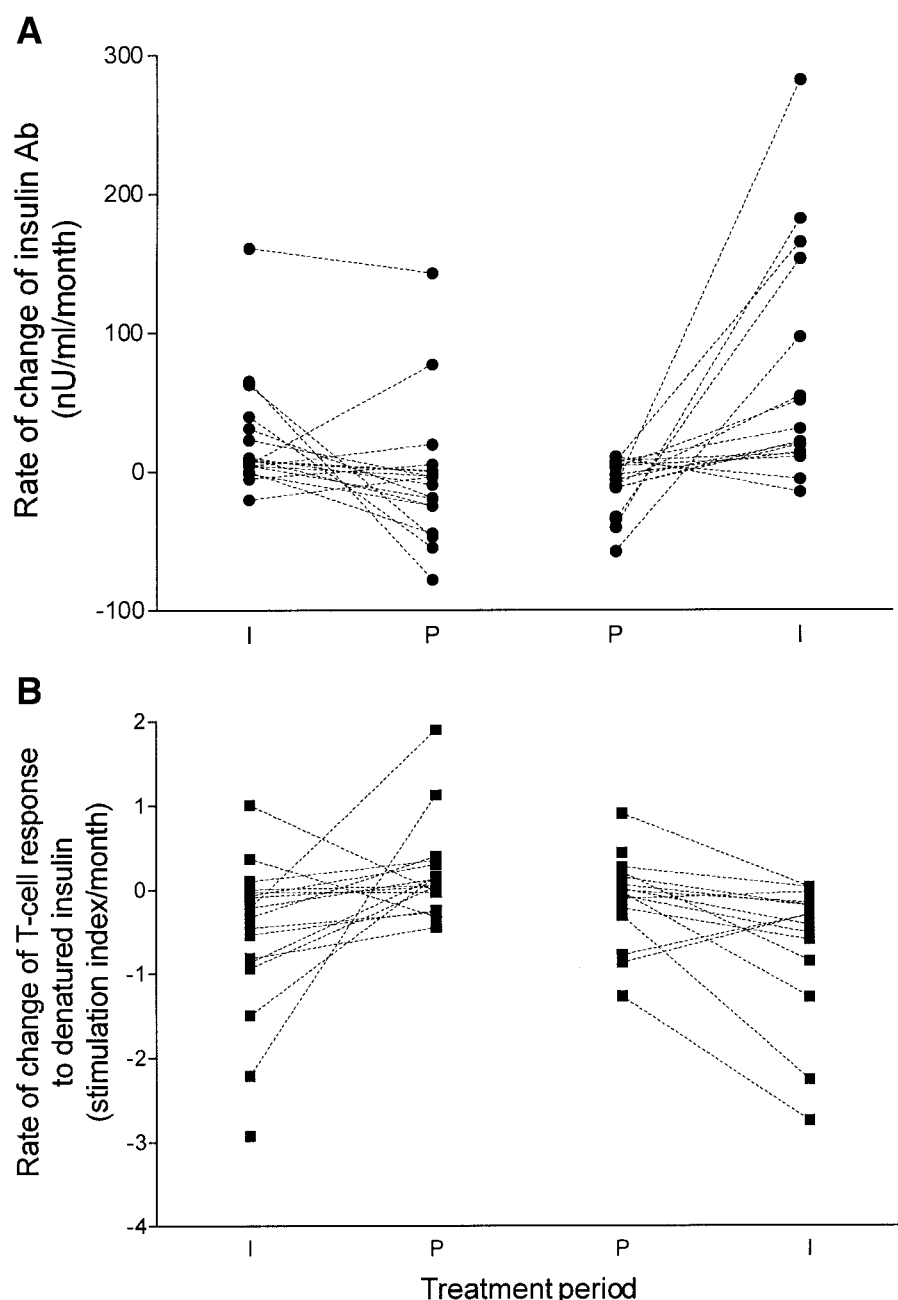 A
Rate of change of insulin Ab
(nU/ml/month)
300
200
100
0
-100
I P P I
B
Rate of change of T-cell response
to denatured insulin
(stimulation index/month)
2
1
0
-1
-2
-3
-4
I P P I
Treatment period